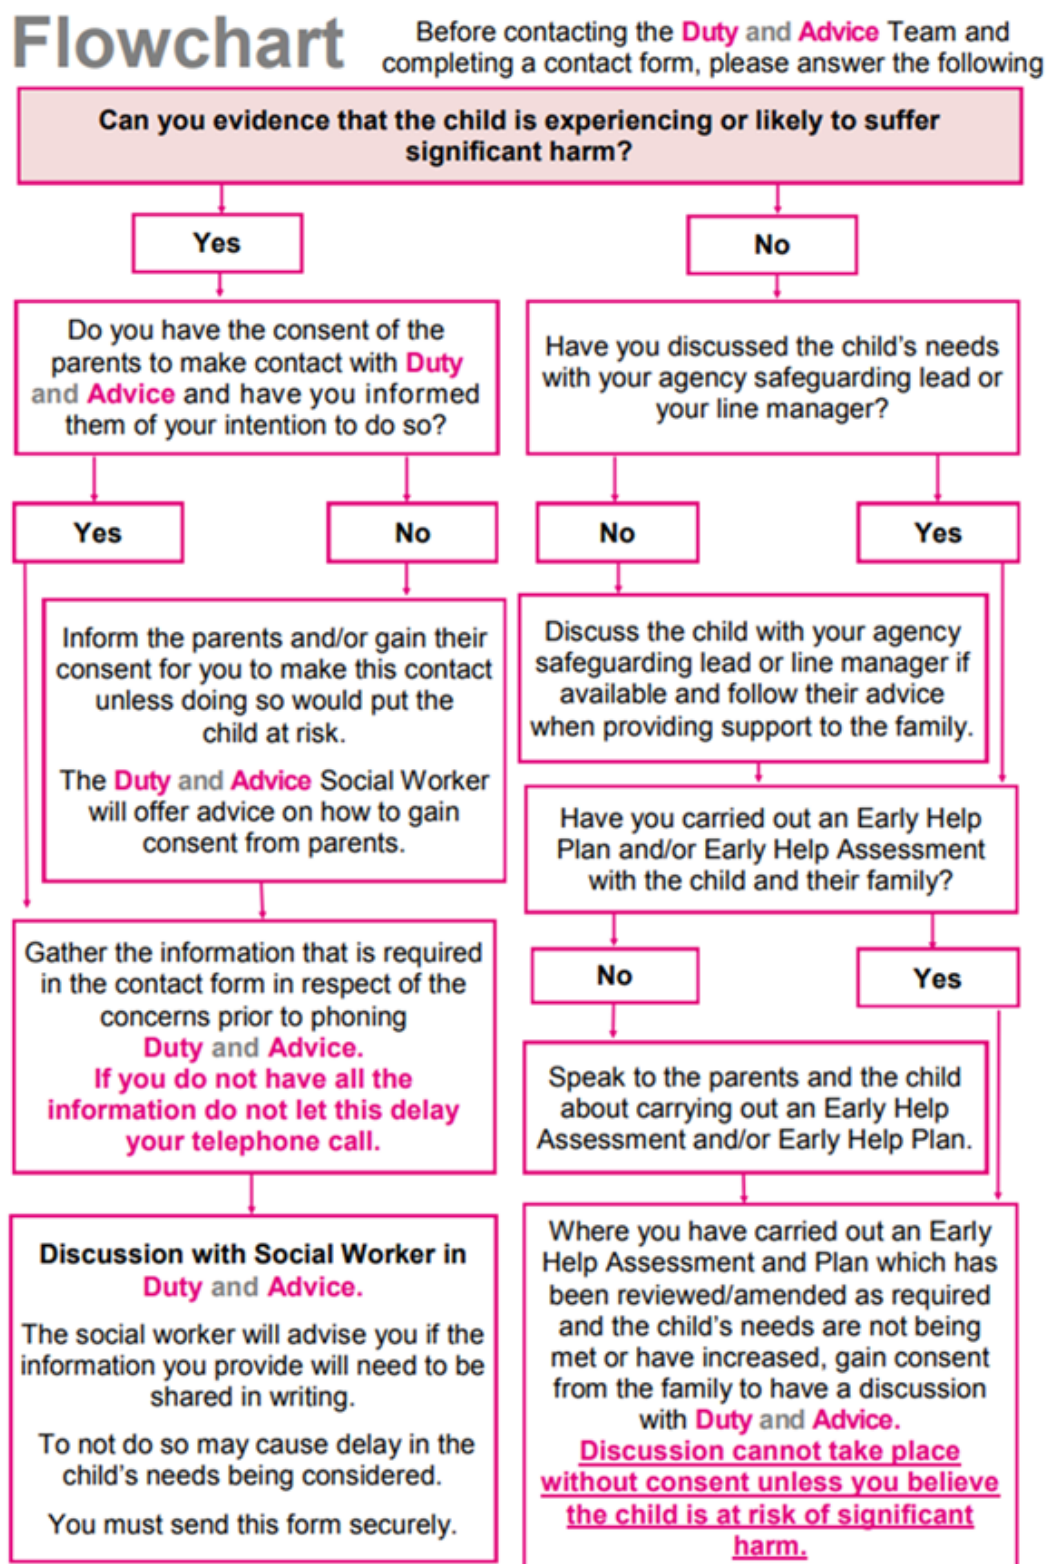 Flowchart
Before contacting the Duty and Advice Team and
completing a contact form, please answer the following
Can you evidence that the child is experiencing or likely to suffer
significant harm?
Yes
No
Do you have the consent of the
parents to make contact with Duty
and Advice and have you informed
them of your intention to do so?
Have you discussed the child's needs
with your agency safeguarding lead or
your line manager?
Yes
No
No
Yes
Inform the parents and/or gain their
consent for you to make this contact
unless doing so would put the
child at risk.
The Duty and Advice Social Worker
will offer advice on how to gain
consent from parents.
Discuss the child with your agency
safeguarding lead or line manager if
available and follow their advice
when providing support to the family.
Have you carried out an Early Help
Plan and/or Early Help Assessment
with the child and their family?
Gather the information that is required
in the contact form in respect of the
concerns prior to phoning
Duty and Advice.
If you do not have all the
information do not let this delay
your telephone call.
No
Yes
Speak to the parents and the child
about carrying out an Early Help
Assessment and/or Early Help Plan.
Discussion with Social Worker in
Duty and Advice.
The social worker will advise you if the
information you provide will need to be
shared in writing.
To not do so may cause delay in the
child's needs being considered.
You must send this form securely.
Where you have carried out an Early
Help Assessment and Plan which has
been reviewed/amended as required
and the child's needs are not being
met or have increased, gain consent
from the family to have a discussion
with Duty and Advice.
Discussion cannot take place
without consent unless you believe
the child is at risk of significant
harm.